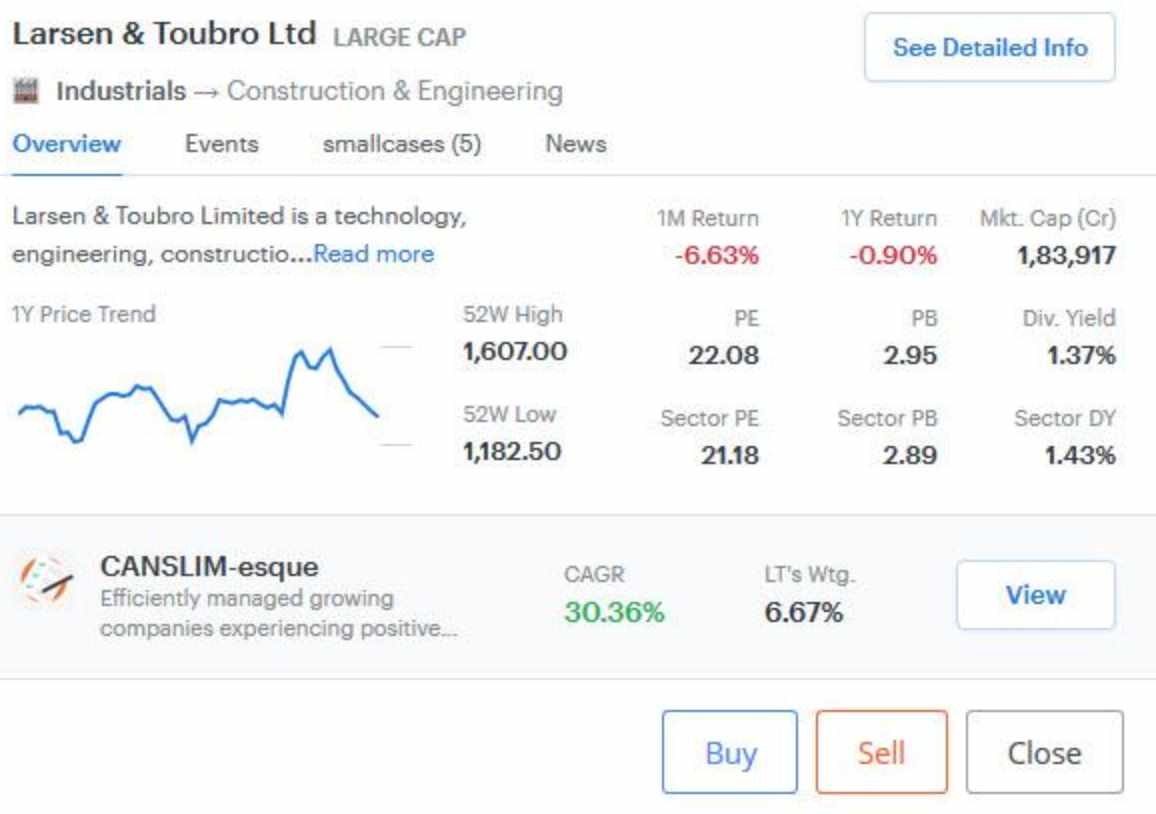 Larsen & Toubro Ltd LARGE CAP
See Detailed Info
Industrials → Construction & Engineering
Overview Events smallcases (5) News
Larsen & Toubro Limited is a technology,
engineering, constructio...Read more
1M Return 1Y Return Mkt. Cap (Cr)
-6.63% -0.90% 1,83,917
1Y Price Trend
52W High PE PB Div. Yield
1,607.00 22.08 2.95 1.37%
52W Low Sector PE Sector PB Sector DY
1,182.50 21.18 2.89 1.43%
CANSLIM-esque
Efficiently managed growing
companies experiencing positive...
CAGR LT's Wtg.
30.36% 6.67%
View
Buy Sell Close